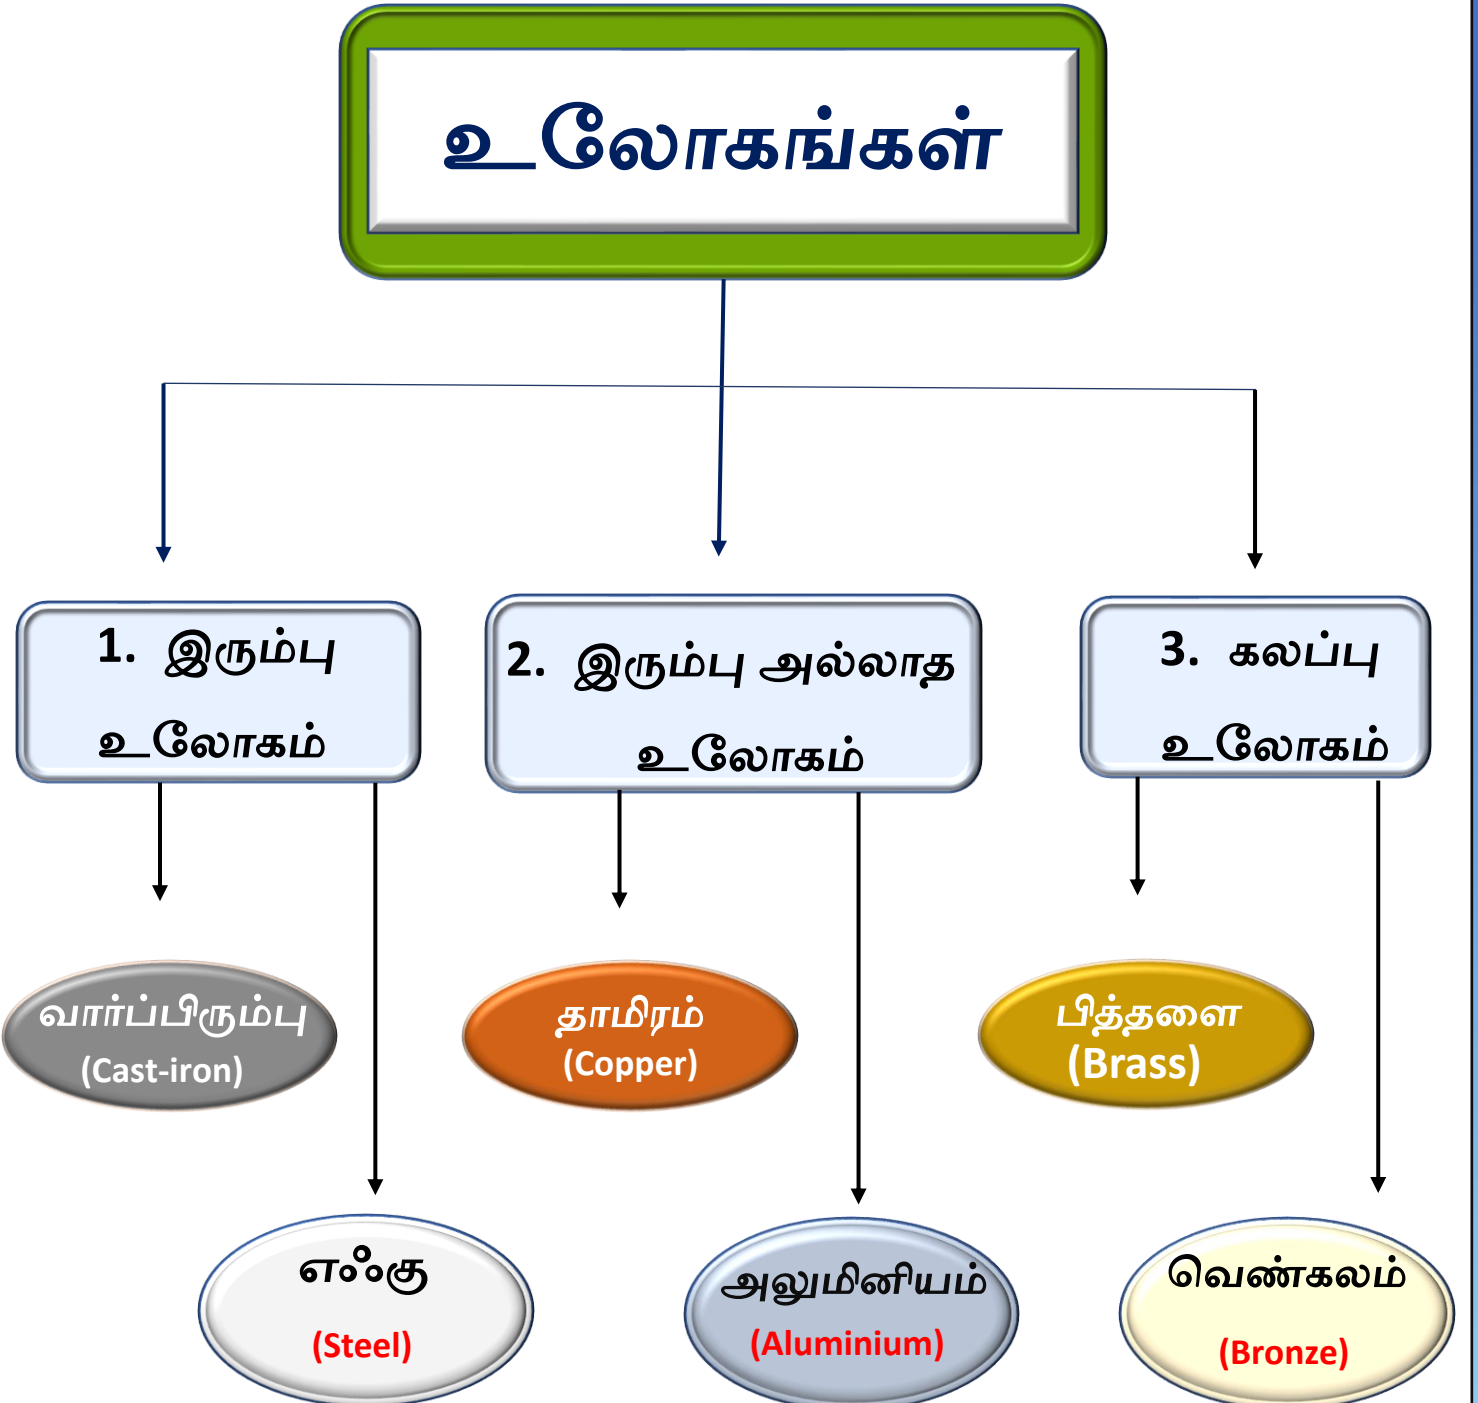 உலோகங்கள்
1. இரும்பு
உலோகம்
2. இரும்பு அல்லாத
உலோகம்
3. கலப்பு
உலோகம்
வார்ப்பிரும்பு
(Cast-iron)
தாமிரம்
(Copper)
பித்தளை
(Brass)
எஃகு
(Steel)
அலுமினியம்
(Aluminium)
வெண்கலம்
(Bronze)